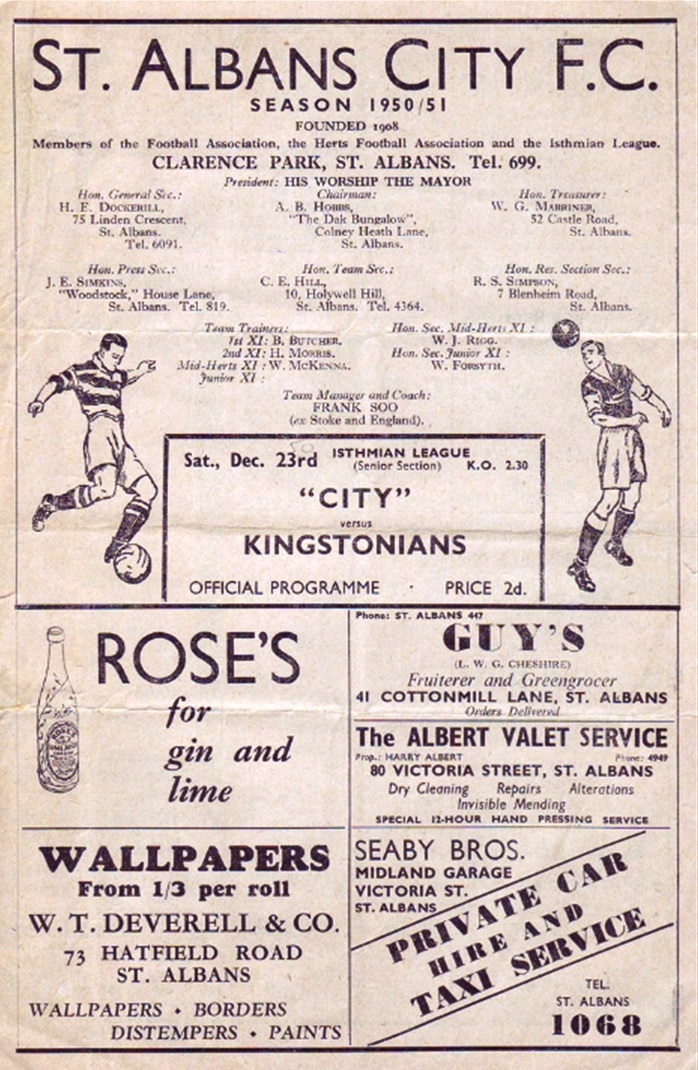 ST. ALBANS CITY F.C.
SEASON 1950/51
FOUNDED 1908
Members of the Football Association, the Herts Football Association and the Isthmian League.
CLARENCE PARK, ST. ALBANS. Tel. 699.
President: HIS WORSHIP THE MAYOR
Hon. General Sec.:
H. E. DOCKERILL,
75 Linden Crescent,
St. Albans.
Tel. 6091.
Chairman:
A. B. HOBBS,
"The Dak Bungalow",
Colney Heath Lane,
St. Albans.
Hon. Treasurer:
W. G. MARRINER,
52 Castle Road,
St. Albans.
Hon. Press Sec.:
J. E. SIMKINS,
"Woodstock," House Lane,
St. Albans. Tel. 819.
Hon. Team Sec.:
C. E. HILL,
10, Holywell Hill,
St. Albans. Tel. 4364.
Hon. Res. Section Sec.:
R. S. SIMPSON,
7 Blenheim Road,
St. Albans.
Team Trainers:
1st XI: B. BUTCHER.
2nd XI: H. MORRIS.
Mid-Herts XI: W. McKENNA.
Junior XI:
Hon. Sec. Mid-Herts XI:
W. J. RIGG.
Hon. Sec. Junior XI:
W. FORSYTH.
Team Manager and Coach:
FRANK SOO
(ex Stoke and England).
Sat., Dec. 23rd ISTHMIAN LEAGUE
(Senior Section) K.O. 2.30
"CITY"
versus
KINGSTONIANS
OFFICIAL PROGRAMME · PRICE 2d.
ROSE'S
for
gin and
lime
Phone: ST. ALBANS 447
GUY'S
(L. W. G. CHESHIRE)
Fruiterer and Greengrocer
41 COTTONMILL LANE, ST. ALBANS
Orders Delivered
The ALBERT VALET SERVICE
Prop.: HARRY ALBERT Phone: 4949
80 VICTORIA STREET, ST. ALBANS
Dry Cleaning Repairs Alterations
Invisible Mending
SPECIAL 12-HOUR HAND PRESSING SERVICE
WALLPAPERS
From 1/3 per roll
W. T. DEVERELL & CO.
73 HATFIELD ROAD
ST. ALBANS
WALLPAPERS · BORDERS
DISTEMPERS · PAINTS
SEABY BROS.
MIDLAND GARAGE
VICTORIA ST.
ST. ALBANS
PRIVATE CAR
HIRE AND
TAXI SERVICE
TEL.
ST. ALBANS
1068